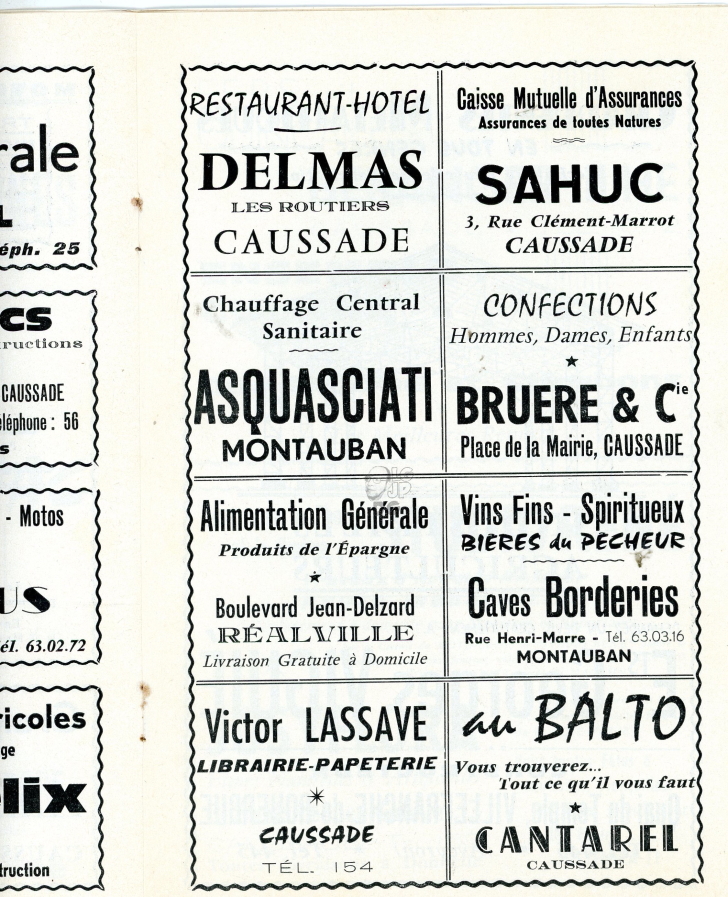 rale
L
éph. 25
CS
ructions
CAUSSADE
éléphone : 56
s
- Motos
US
él. 63.02.72
ricoles
ge
lix
truction
RESTAURANT-HOTEL
DELMAS
LES ROUTIERS
CAUSSADE
Caisse Mutuelle d'Assurances
Assurances de toutes Natures
SAHUC
3, Rue Clément-Marrot
CAUSSADE
Chauffage Central
Sanitaire
ASQUASCIATI
MONTAUBAN
CONFECTIONS
Hommes, Dames, Enfants
BRUERE & Cie
Place de la Mairie, CAUSSADE
Alimentation Générale
Produits de l'Épargne
Boulevard Jean-Delzard
RÉALVILLE
Livraison Gratuite à Domicile
Vins Fins - Spiritueux
BIERES du PECHEUR
Caves Borderies
Rue Henri-Marre - Tél. 63.03.16
MONTAUBAN
Victor LASSAVE
LIBRAIRIE-PAPETERIE
CAUSSADE
TÉL. 154
au BALTO
Vous trouverez...
Tout ce qu'il vous faut
CANTAREL
CAUSSADE